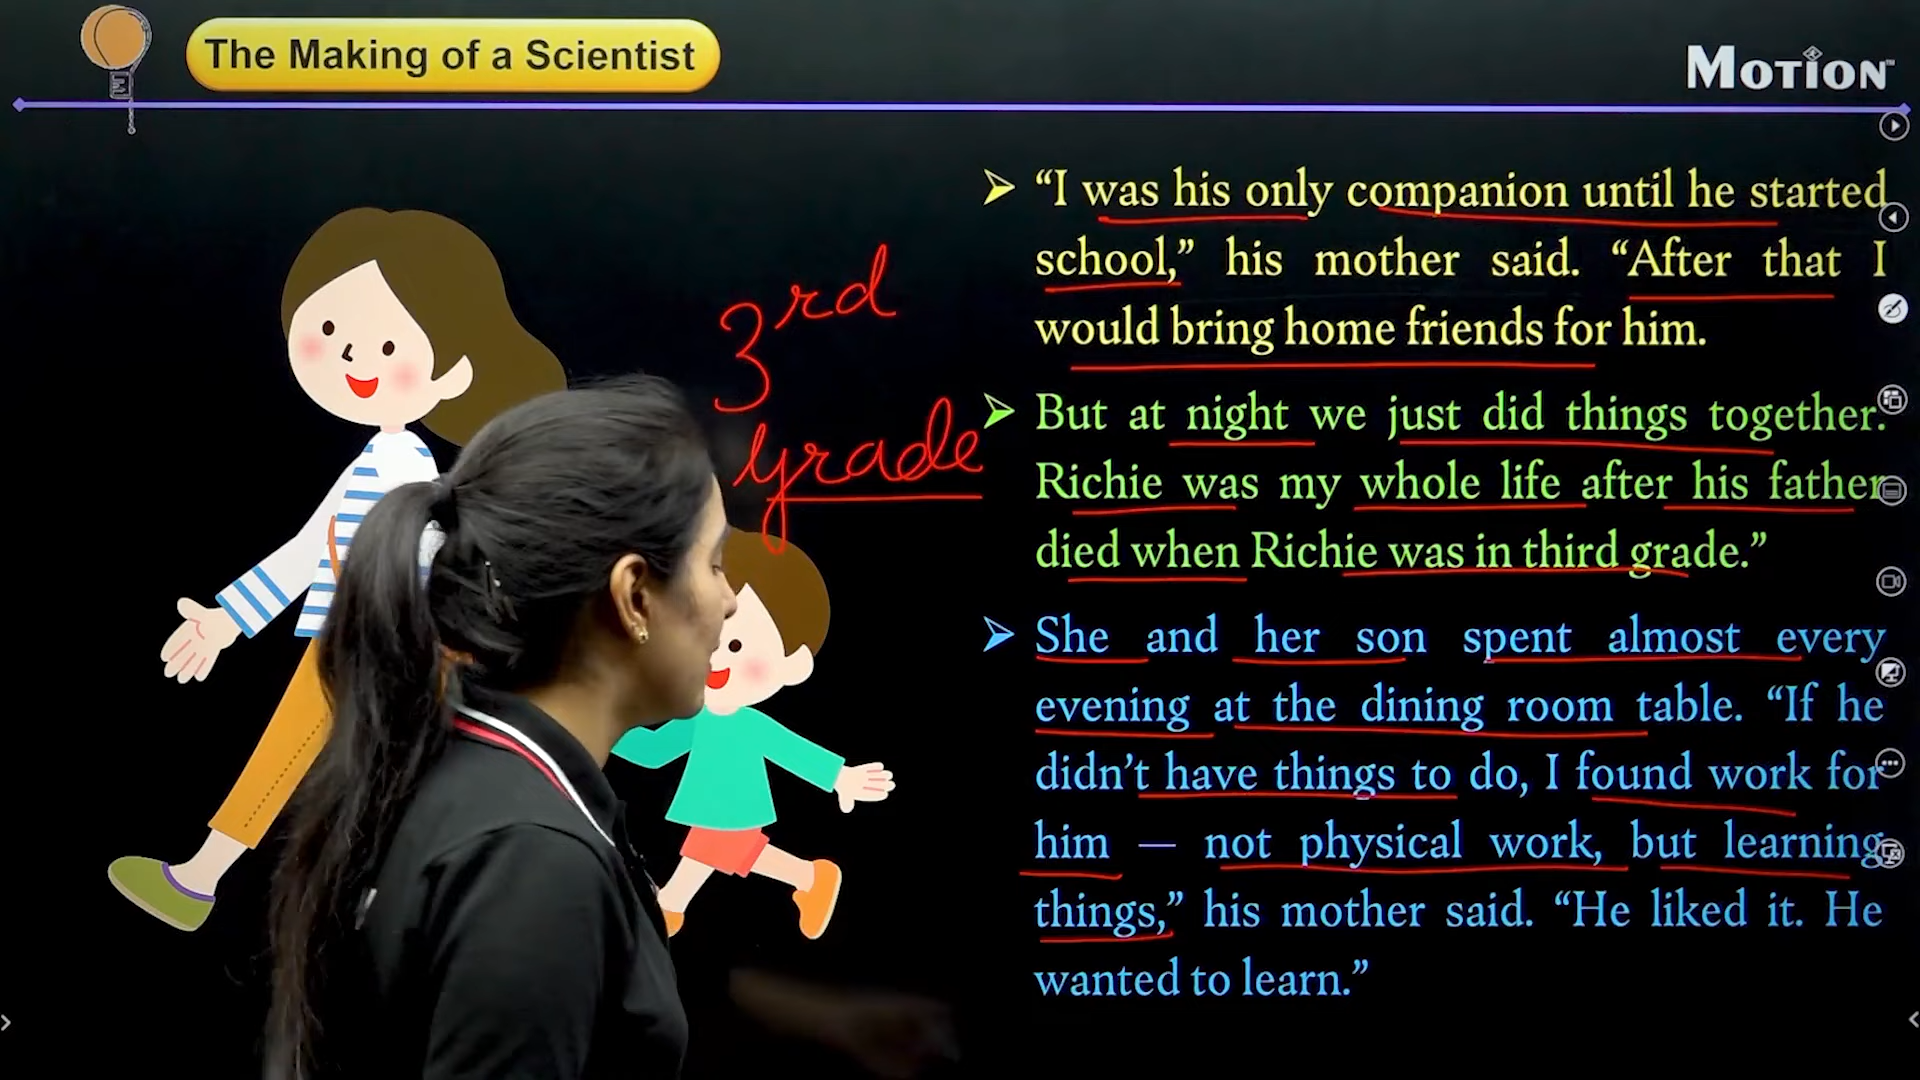 The Making of a Scientist
MOTION™
➢ “I was his only companion until he started
school,” his mother said. “After that I
would bring home friends for him.
3rd
grade
➢ But at night we just did things together.
Richie was my whole life after his father
died when Richie was in third grade.”
➢ She and her son spent almost every
evening at the dining room table. “If he
didn’t have things to do, I found work for
him — not physical work, but learning
things,” his mother said. “He liked it. He
wanted to learn.”